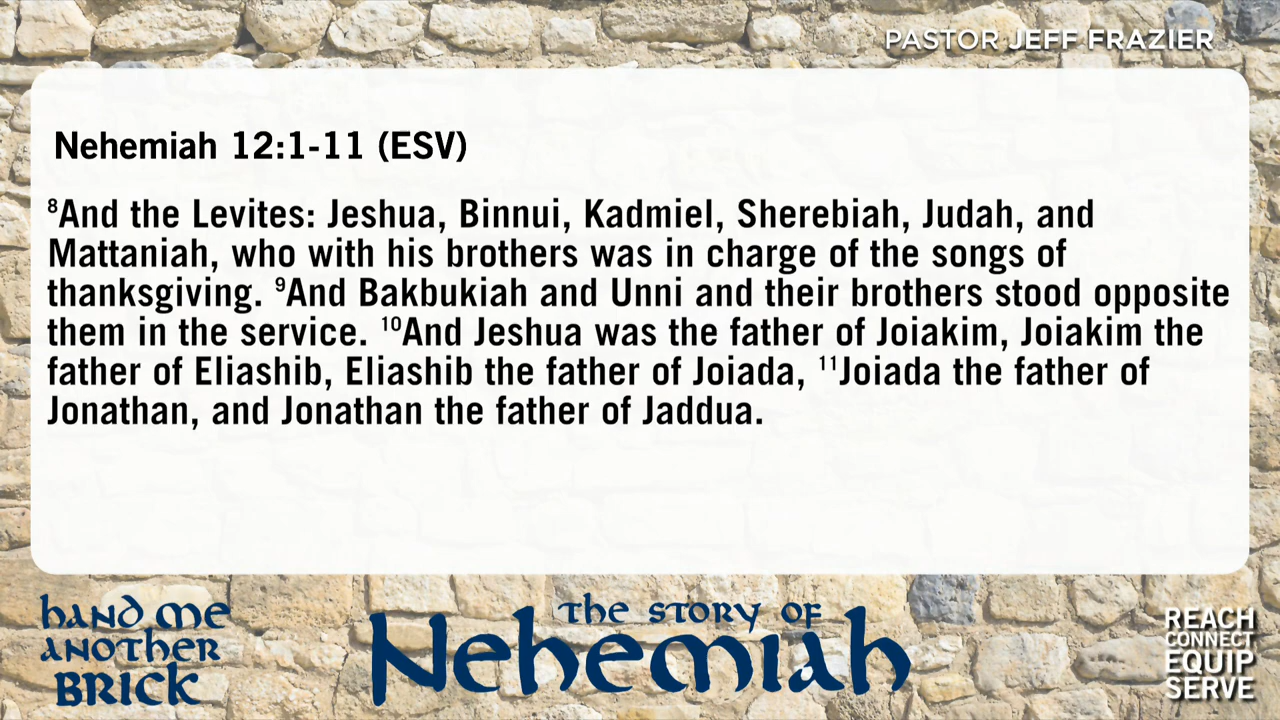 PASTOR JEFF FRAZIER
Nehemiah 12:1-11 (ESV)
⁸And the Levites: Jeshua, Binnui, Kadmiel, Sherebiah, Judah, and
Mattaniah, who with his brothers was in charge of the songs of
thanksgiving. ⁹And Bakbukiah and Unni and their brothers stood opposite
them in the service. ¹⁰And Jeshua was the father of Joiakim, Joiakim the
father of Eliashib, Eliashib the father of Joiada, ¹¹Joiada the father of
Jonathan, and Jonathan the father of Jaddua.
hand me
another
BRICK
the story of
Nehemiah
REACH
CONNECT
EQUIP
SERVE